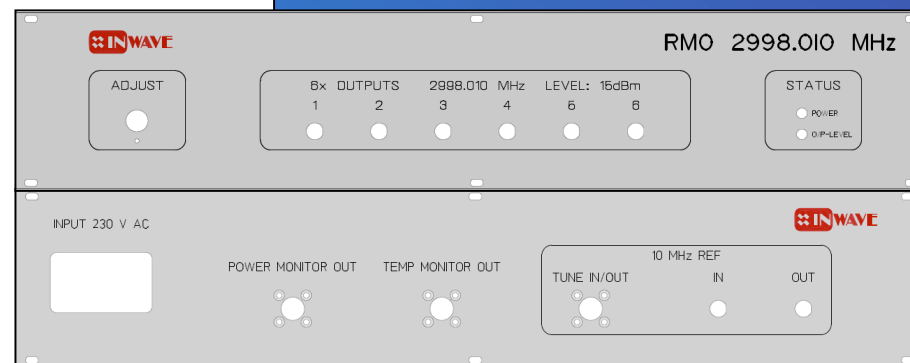 INWAVE
RMO 2998.010 MHz
ADJUST
6x OUTPUTS 2998.010 MHz LEVEL: 15dBm
1 2 3 4 5 6
STATUS
POWER
O/P-LEVEL
INWAVE
INPUT 230 V AC
POWER MONITOR OUT
TEMP MONITOR OUT
10 MHz REF
TUNE IN/OUT
IN
OUT